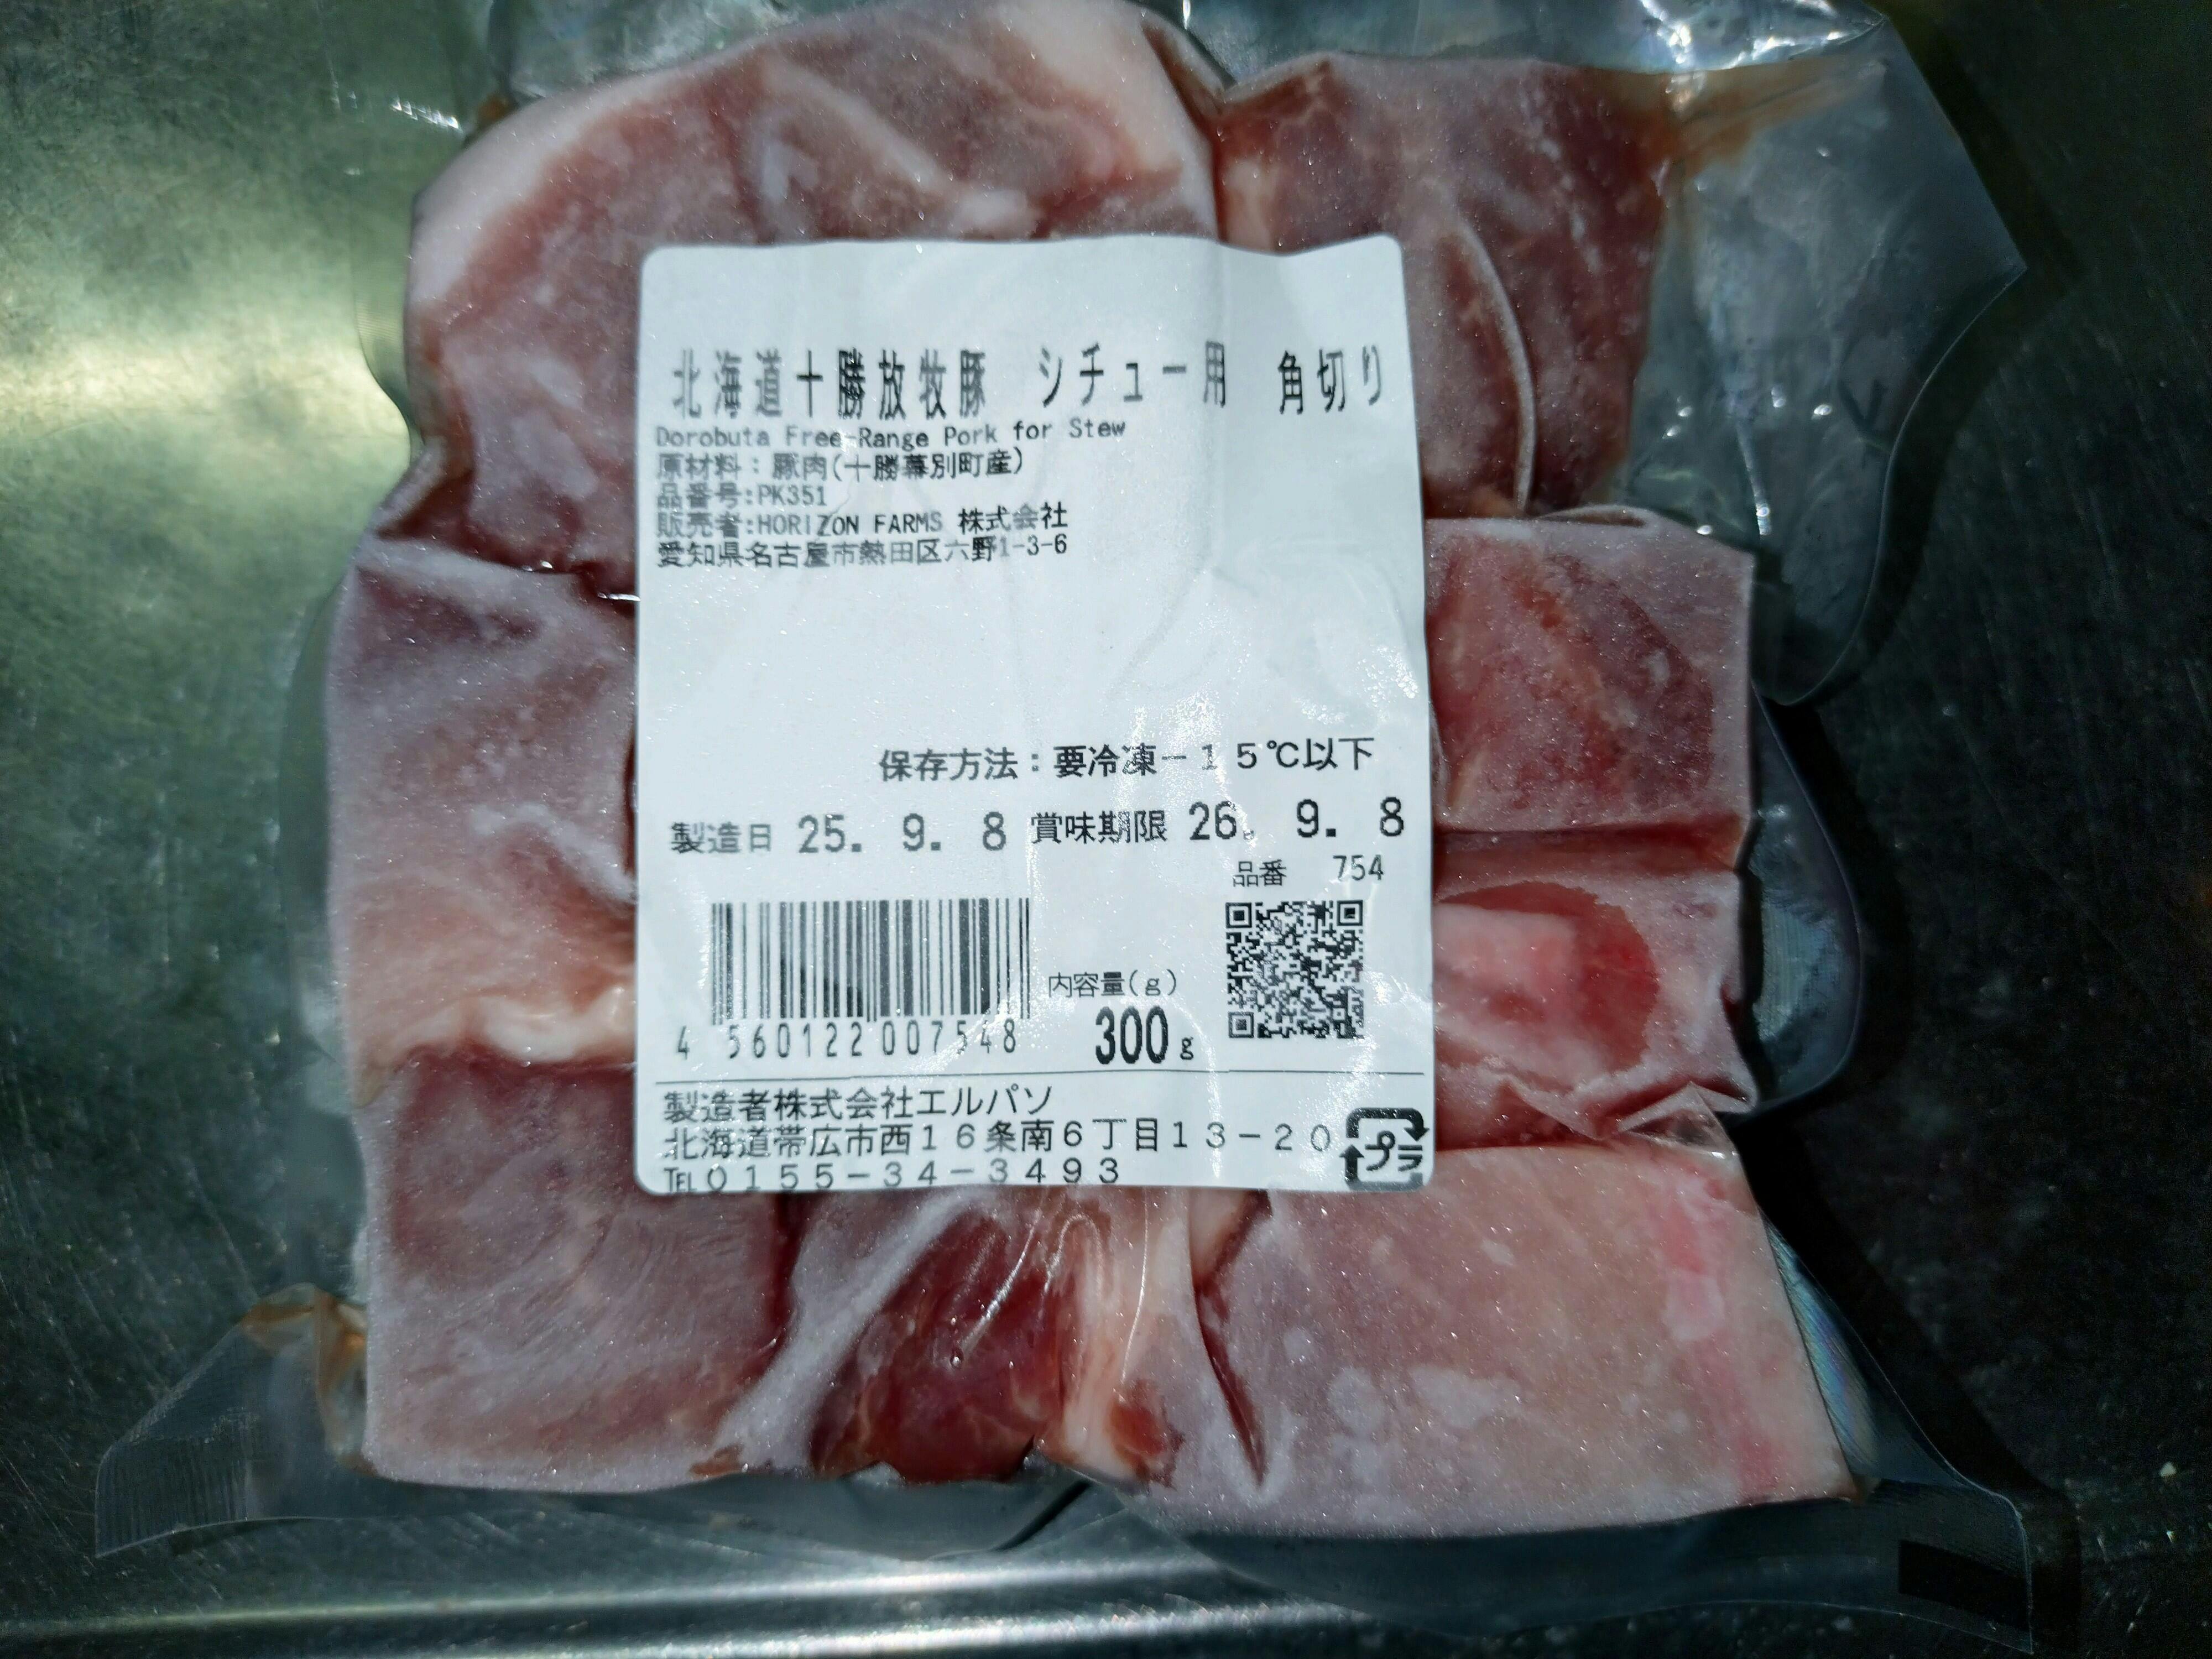 北海道十勝放牧豚　シチュー用　角切り
Dorobuta Free-Range Pork for Stew
原材料：豚肉(十勝幕別町産)
品番号:PK351
販売者:HORIZON FARMS 株式会社
愛知県名古屋市熱田区六野1-3-6
保存方法：要冷凍－１５℃以下
製造日 25. 9. 8 賞味期限 26. 9. 8
品番 754
内容量(g)
4 560122 007548
300g
製造者株式会社エルパソ
北海道帯広市西１６条南６丁目１３－２０
℡０１５５－３４－３４９３
プラ